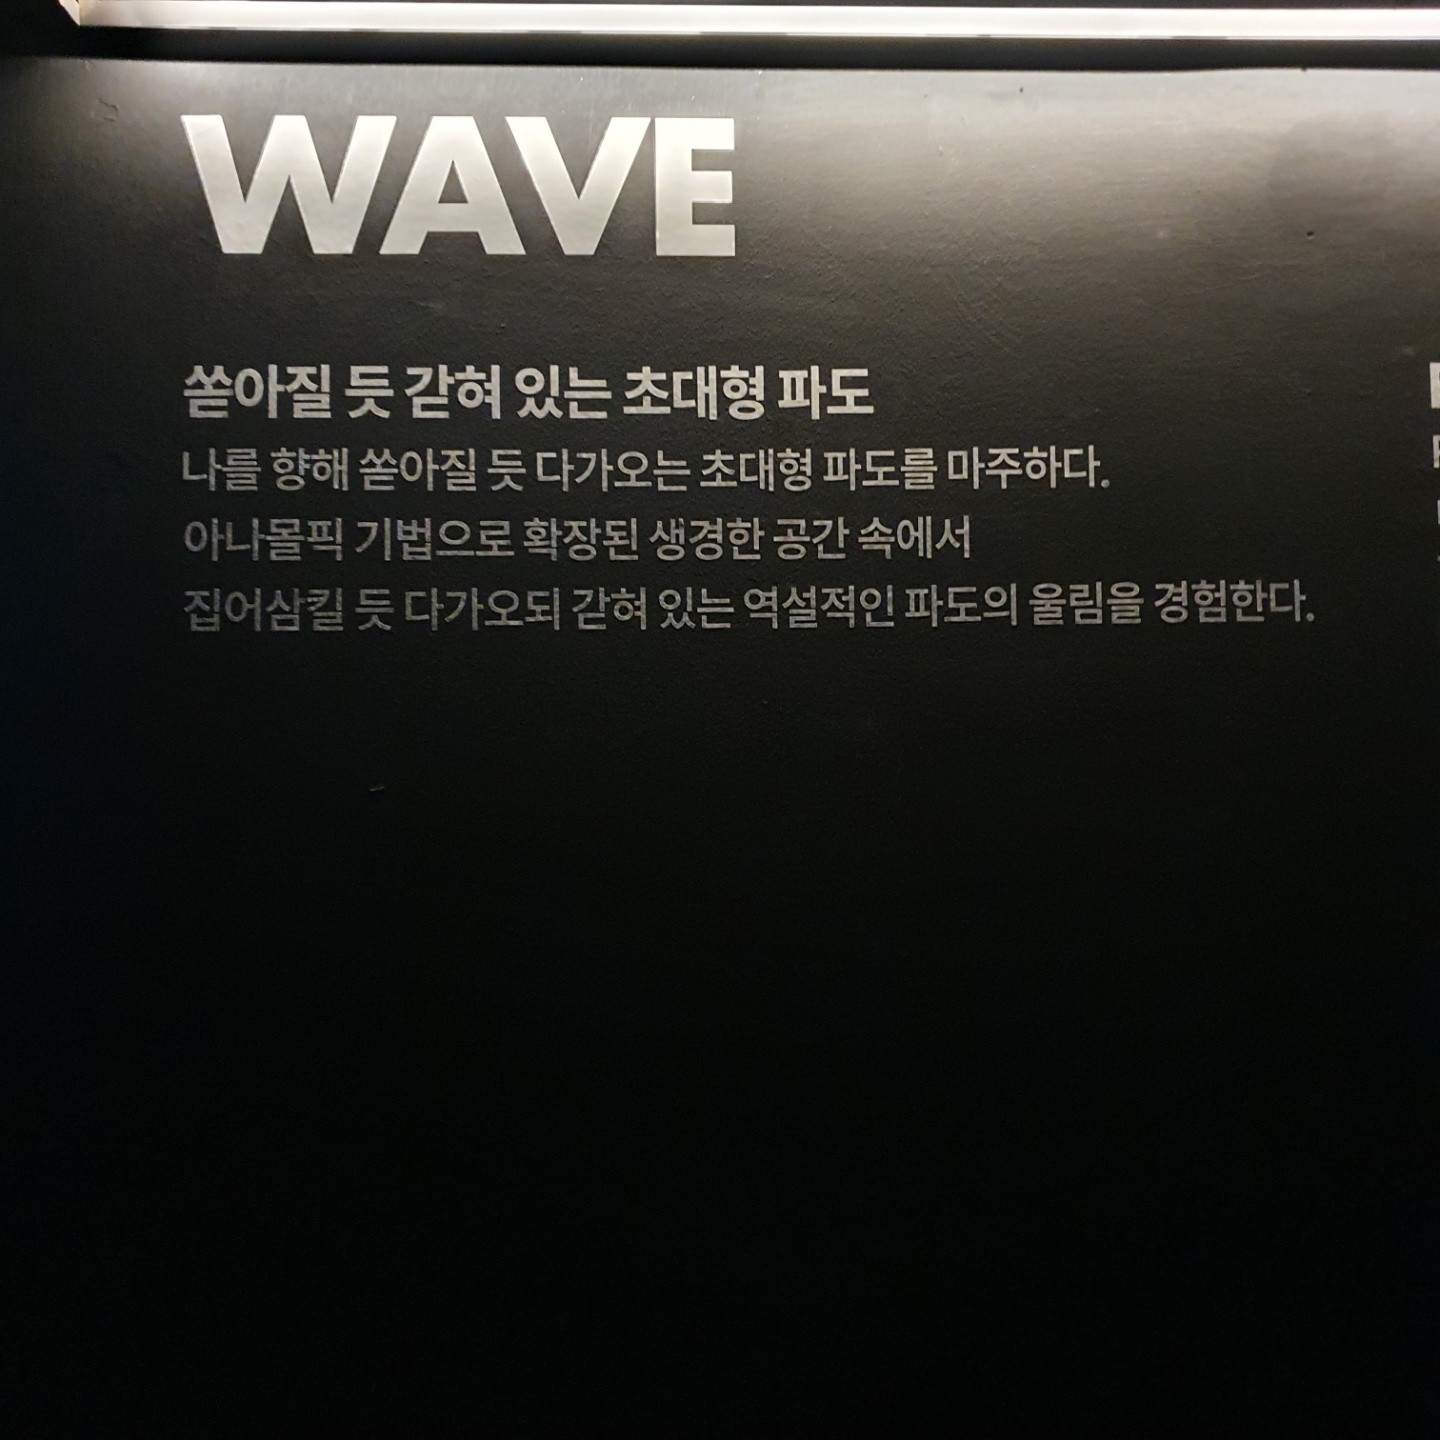 WAVE
쏟아질 듯 갇혀 있는 초대형 파도
나를 향해 쏟아질 듯 다가오는 초대형 파도를 마주하다.
아나몰픽 기법으로 확장된 생경한 공간 속에서
집어삼킬 듯 다가오되 갇혀 있는 역설적인 파도의 울림을 경험한다.